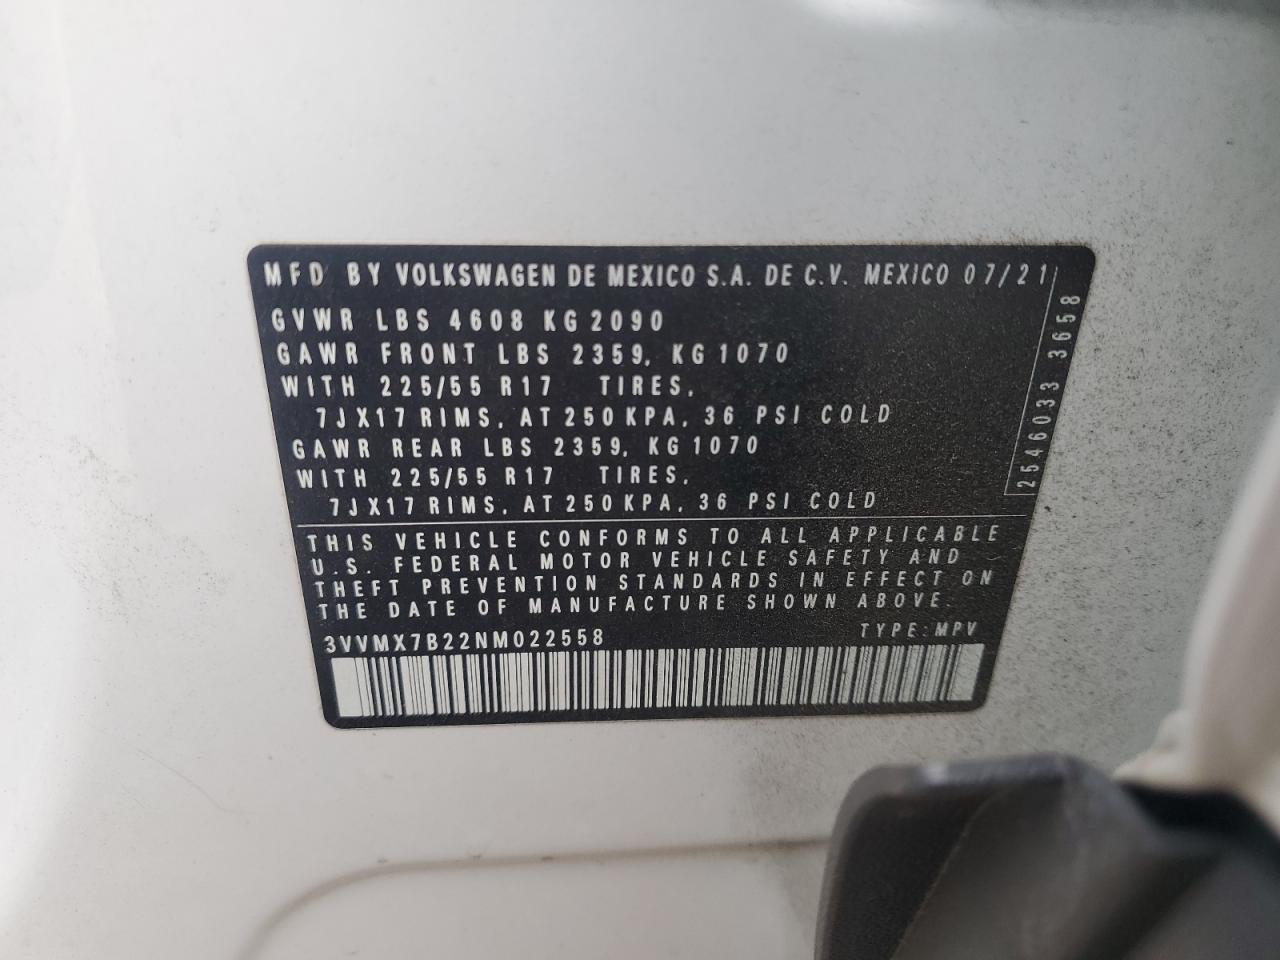 MFD BY VOLKSWAGEN DE MEXICO S.A. DE C.V. MEXICO 07/21
GVWR LBS 4608 KG 2090
GAWR FRONT LBS 2359, KG 1070
WITH 225/55 R17 TIRES,
7JX17 RIMS, AT 250 KPA, 36 PSI COLD
GAWR REAR LBS 2359, KG 1070
WITH 225/55 R17 TIRES,
7JX17 RIMS, AT 250 KPA, 36 PSI COLD
2546033 3658
THIS VEHICLE CONFORMS TO ALL APPLICABLE
U.S. FEDERAL MOTOR VEHICLE SAFETY AND
THEFT PREVENTION STANDARDS IN EFFECT ON
THE DATE OF MANUFACTURE SHOWN ABOVE.
3VVMX7B22NM022558 TYPE: MPV